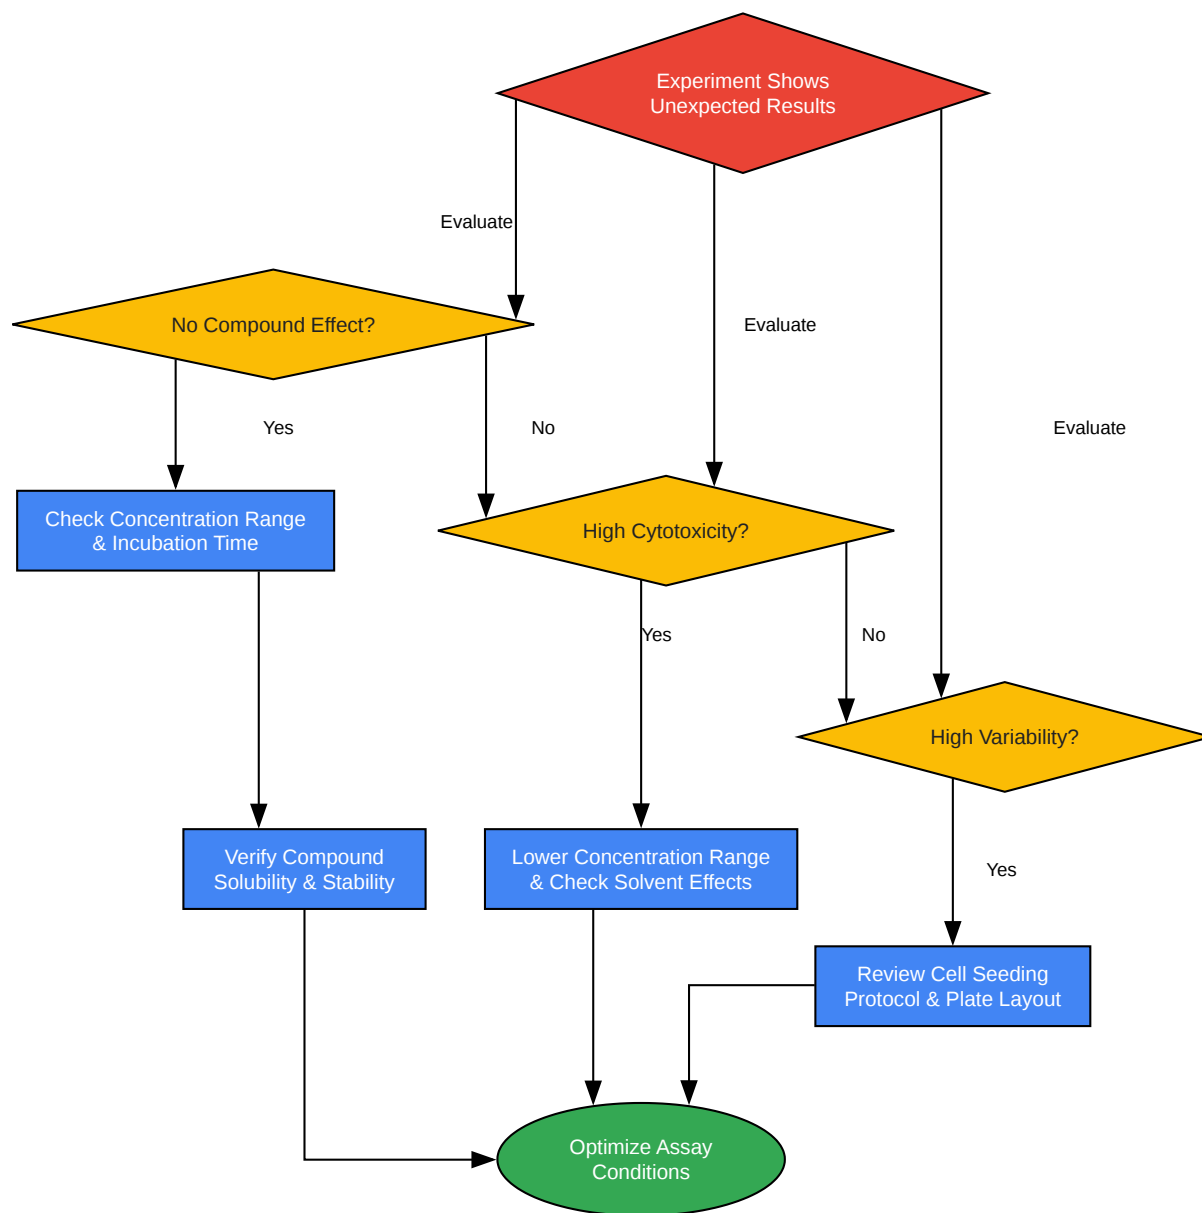 Experiment Shows
Unexpected Results
Evaluate
No Compound Effect?
Evaluate
Yes
No
Evaluate
Check Concentration Range
& Incubation Time
High Cytotoxicity?
Yes
No
High Variability?
Verify Compound
Solubility & Stability
Lower Concentration Range
& Check Solvent Effects
Yes
Review Cell Seeding
Protocol & Plate Layout
Optimize Assay
Conditions